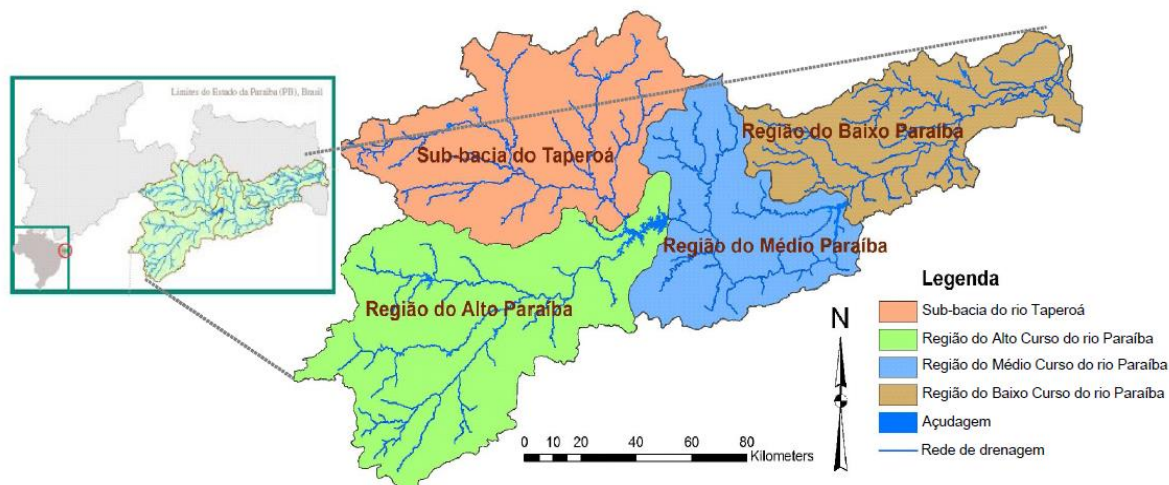 Limites do Estado da Paraíba (PB), Brasil
Sub-bacia do Taperoá
Região do Baixo Paraíba
Região do Médio Paraíba
Região do Alto Paraíba
Legenda
Sub-bacia do rio Taperoá
Região do Alto Curso do rio Paraíba
Região do Médio Curso do rio Paraíba
Região do Baixo Curso do rio Paraíba
Açudagem
Rede de drenagem
N
0 10 20 40 60 80
Kilometers